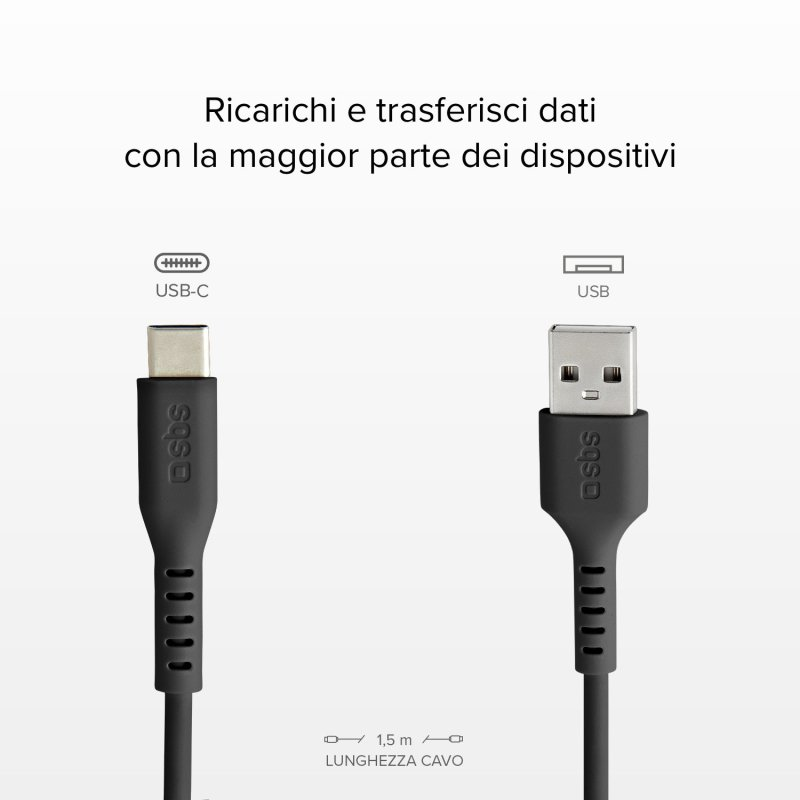 Ricarichi e trasferisci dati
con la maggior parte dei dispositivi
USB-C
USB
sbs
sbs
1,5 m
LUNGHEZZA CAVO